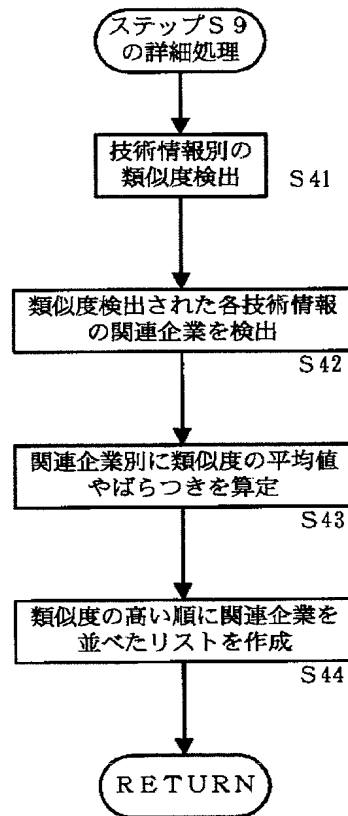 ステップＳ９
の詳細処理
技術情報別の
類似度検出
Ｓ41
類似度検出された各技術情報
の関連企業を検出
Ｓ42
関連企業別に類似度の平均値
やばらつきを算定
Ｓ43
類似度の高い順に関連企業を
並べたリストを作成
Ｓ44
ＲＥＴＵＲＮ